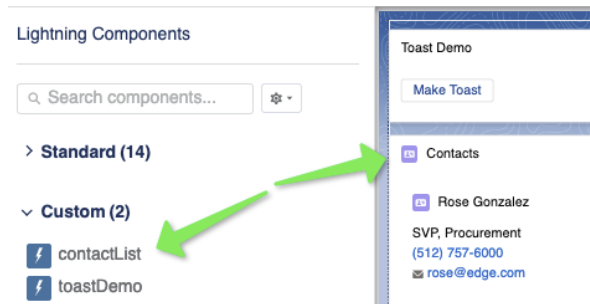 Lightning Components
Search components...
Standard (14)
Custom (2)
contactList
toastDemo
Toast Demo
Make Toast
Contacts
Rose Gonzalez
SVP, Procurement
(512) 757-6000
rose@edge.com